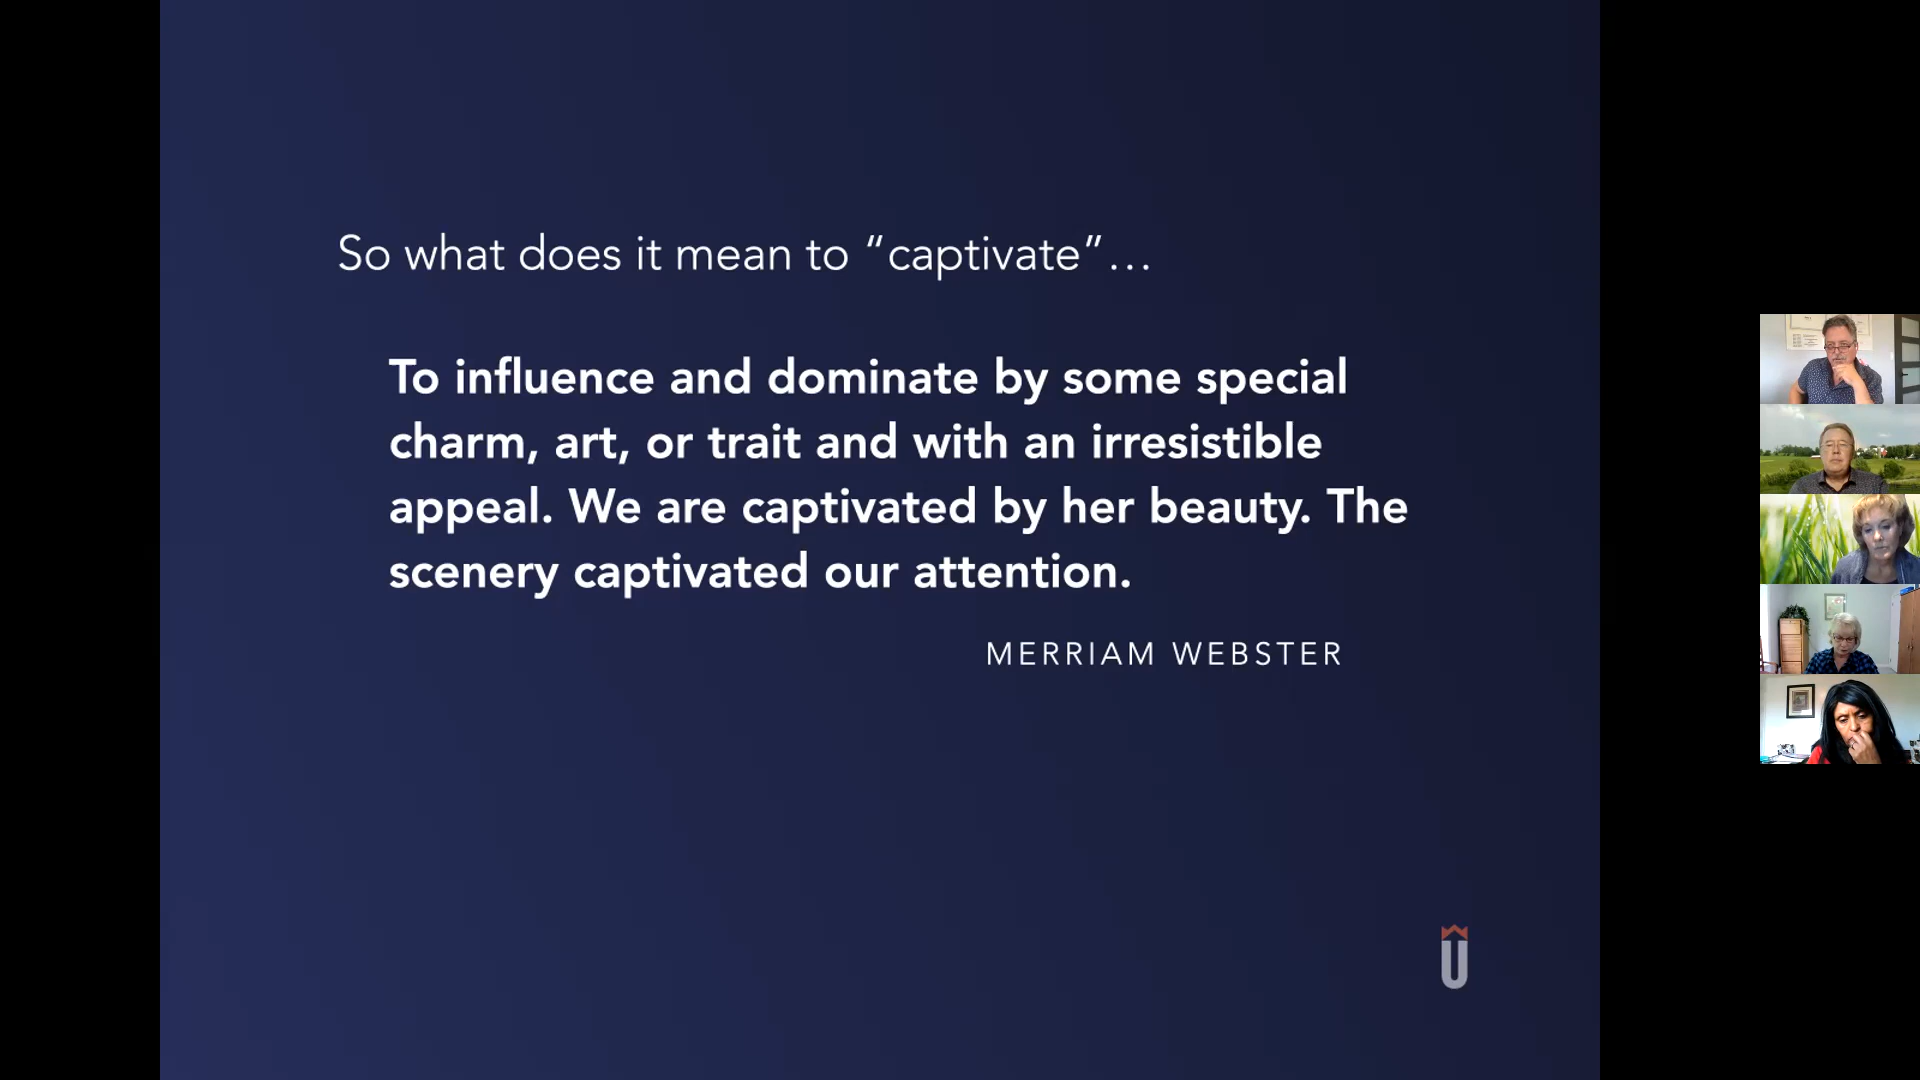 So what does it mean to “captivate”…
To influence and dominate by some special
charm, art, or trait and with an irresistible
appeal. We are captivated by her beauty. The
scenery captivated our attention.
MERRIAM WEBSTER
U